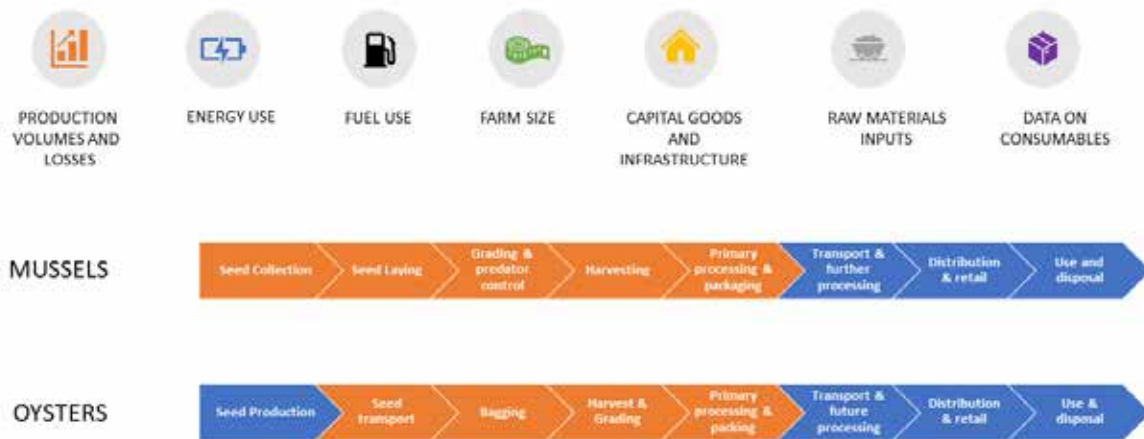 PRODUCTION
VOLUMES AND
LOSSES
ENERGY USE
FUEL USE
FARM SIZE
CAPITAL GOODS
AND
INFRASTRUCTURE
RAW MATERIALS
INPUTS
DATA ON
CONSUMABLES
MUSSELS
Seed Collection
Seed Laying
Grading &
predator
control
Harvesting
Primary
processing &
packaging
Transport &
further
processing
Distribution
& retail
Use and
disposal
OYSTERS
Seed Production
Seed
transport
Bagging
Harvest &
Grading
Primary
processing &
packing
Transport &
future
processing
Distribution
& retail
Use &
disposal